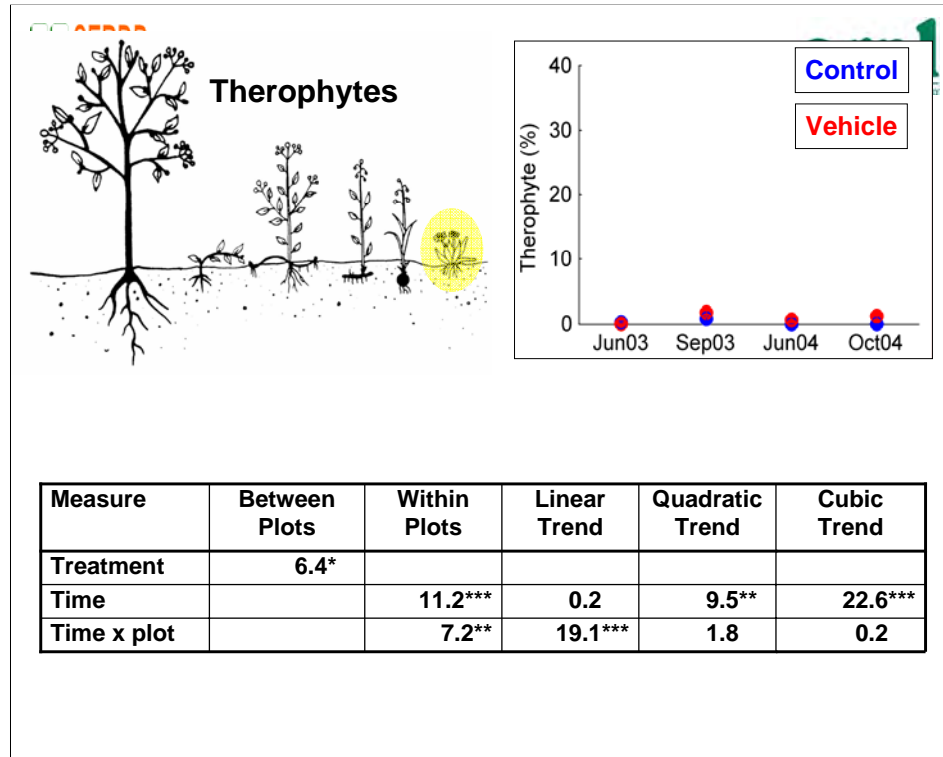 Therophytes
Control
Vehicle
Therophyte (%)
40
30
20
10
0
Jun03 Sep03 Jun04 Oct04
Measure Between Plots Within Plots Linear Trend Quadratic Trend Cubic Trend
Treatment 6.4*
Time 11.2*** 0.2 9.5** 22.6***
Time x plot 7.2** 19.1*** 1.8 0.2